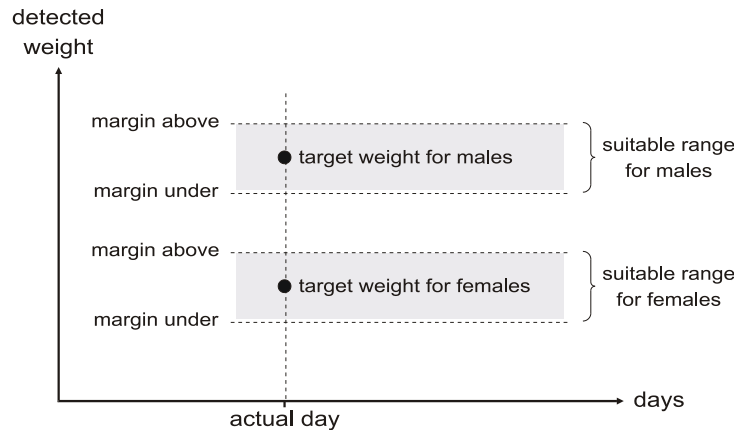 detected
weight
margin above
target weight for males
suitable range
for males
margin under
margin above
target weight for females
suitable range
for females
margin under
days
actual day